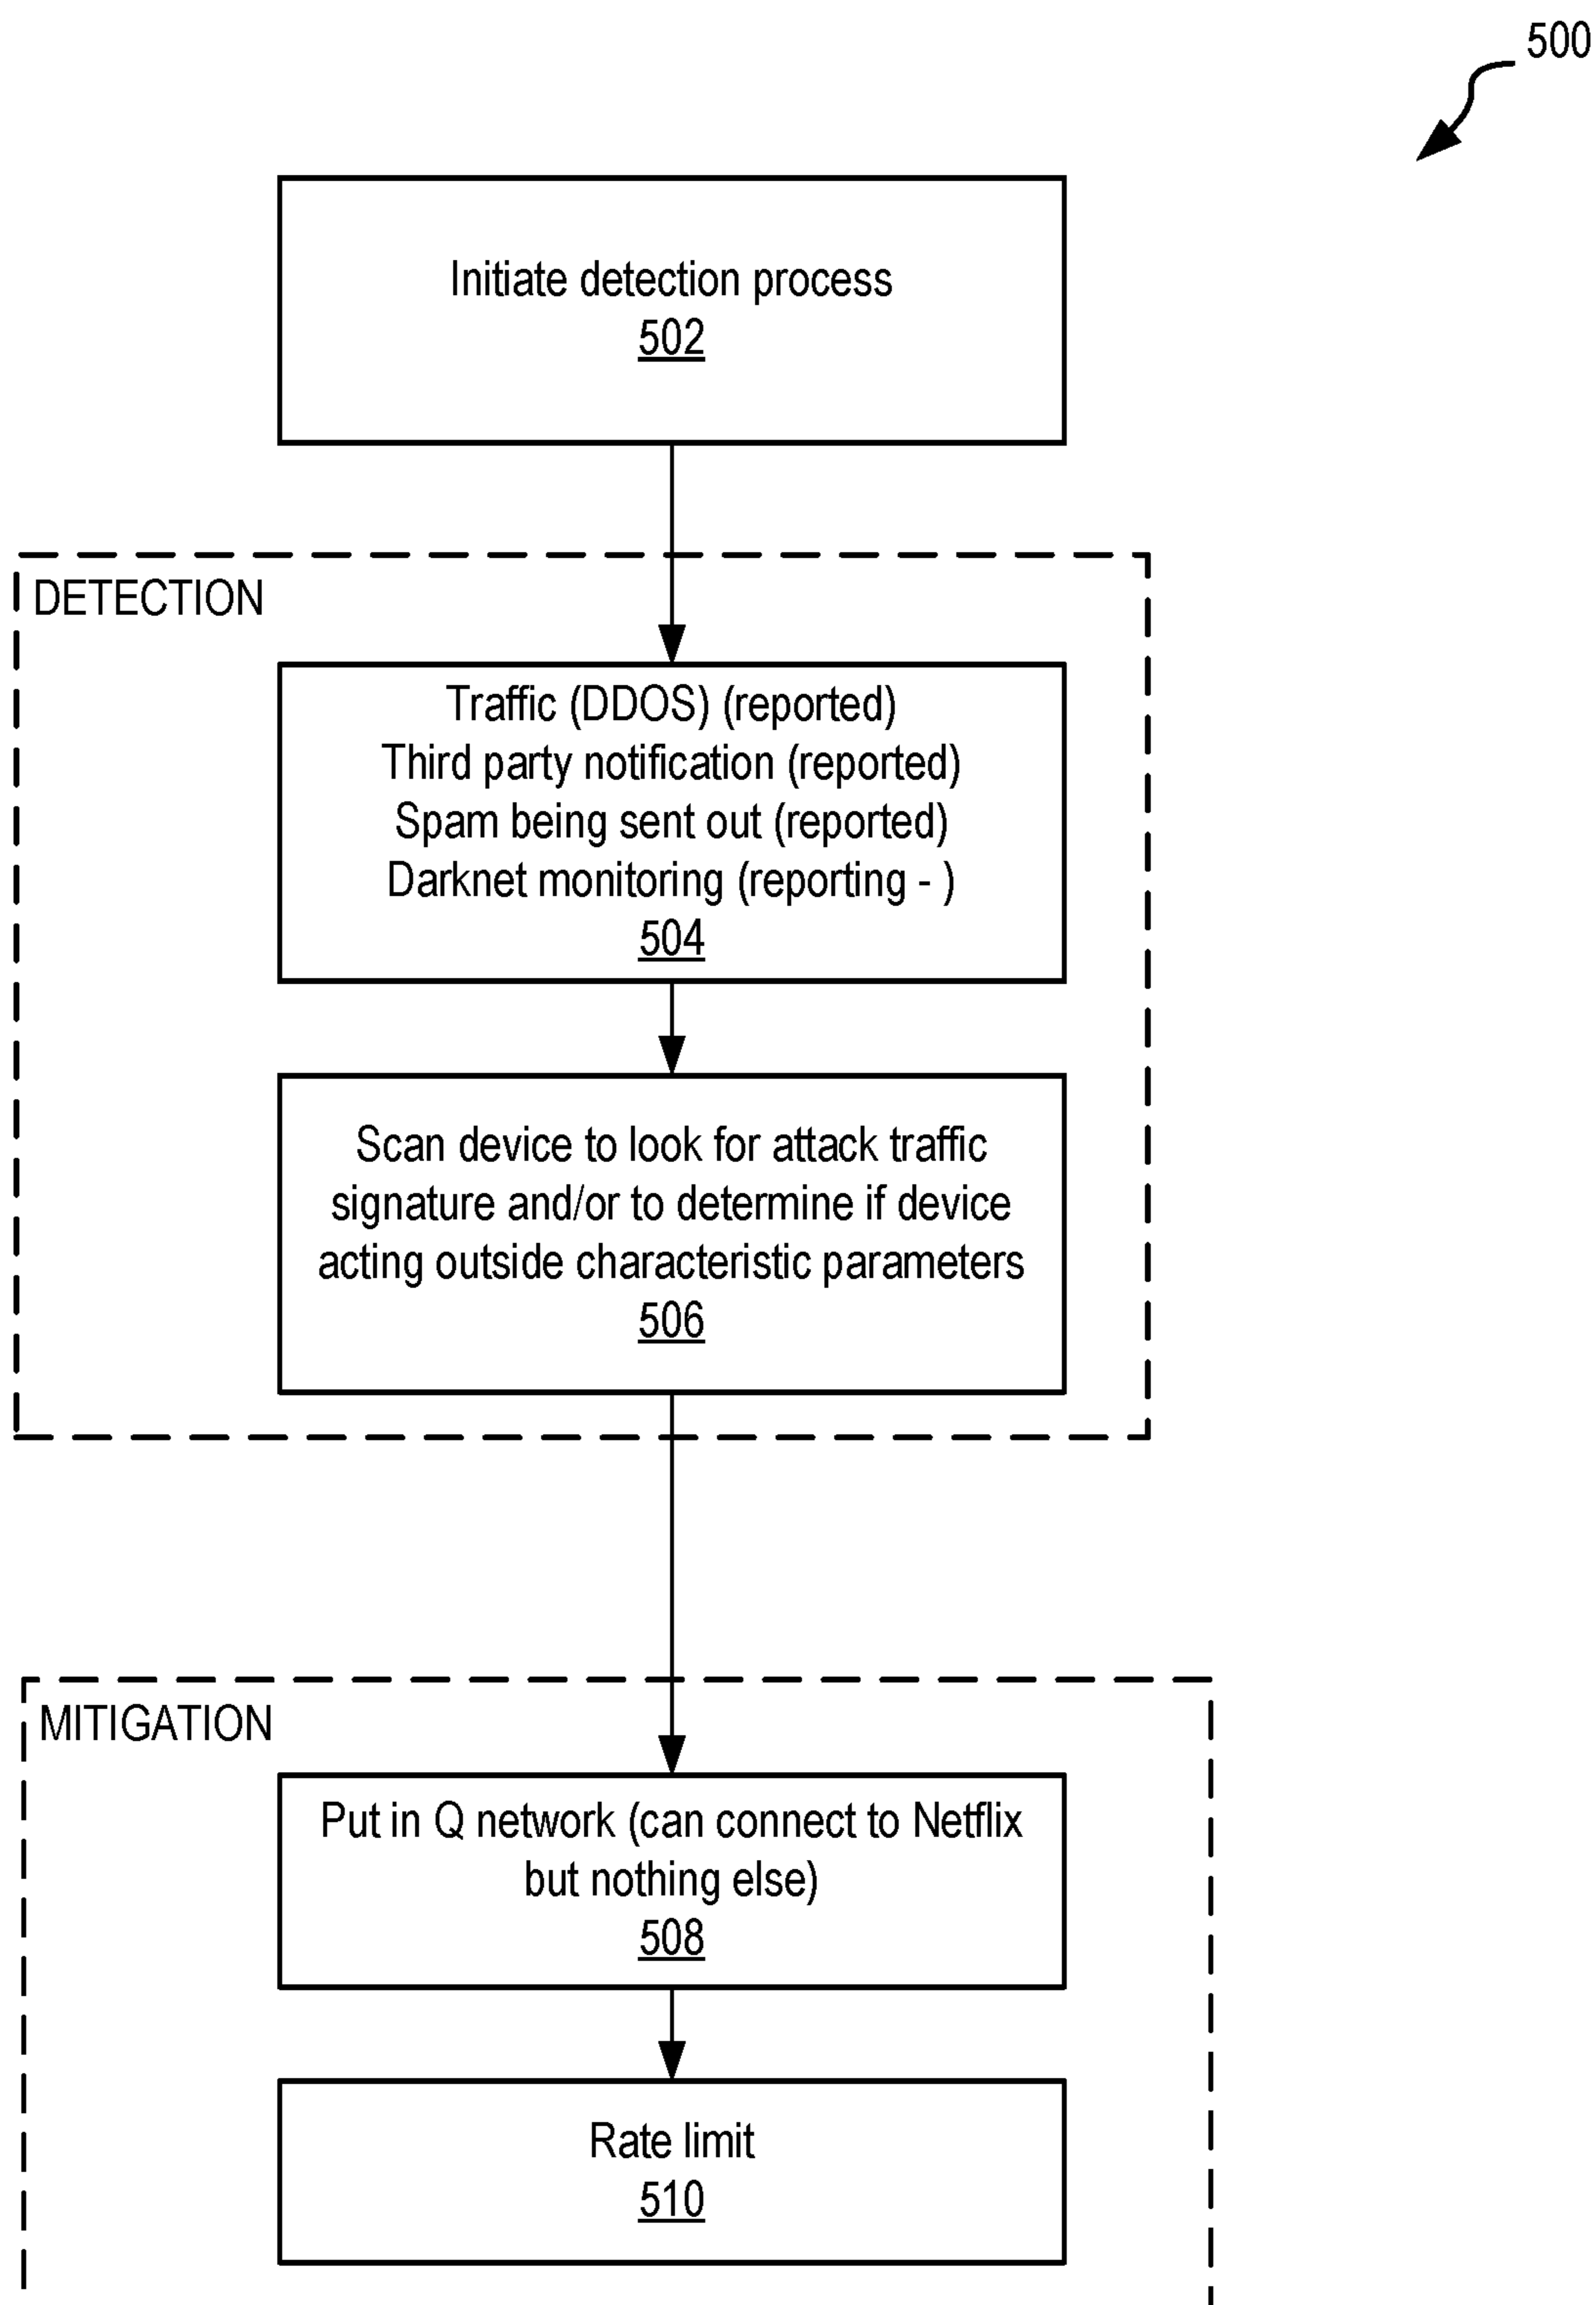 500
Initiate detection process
502
DETECTION
Traffic (DDOS) (reported)
Third party notification (reported)
Spam being sent out (reported)
Darknet monitoring (reporting - )
504
Scan device to look for attack traffic
signature and/or to determine if device
acting outside characteristic parameters
506
MITIGATION
Put in Q network (can connect to Netflix
but nothing else)
508
Rate limit
510